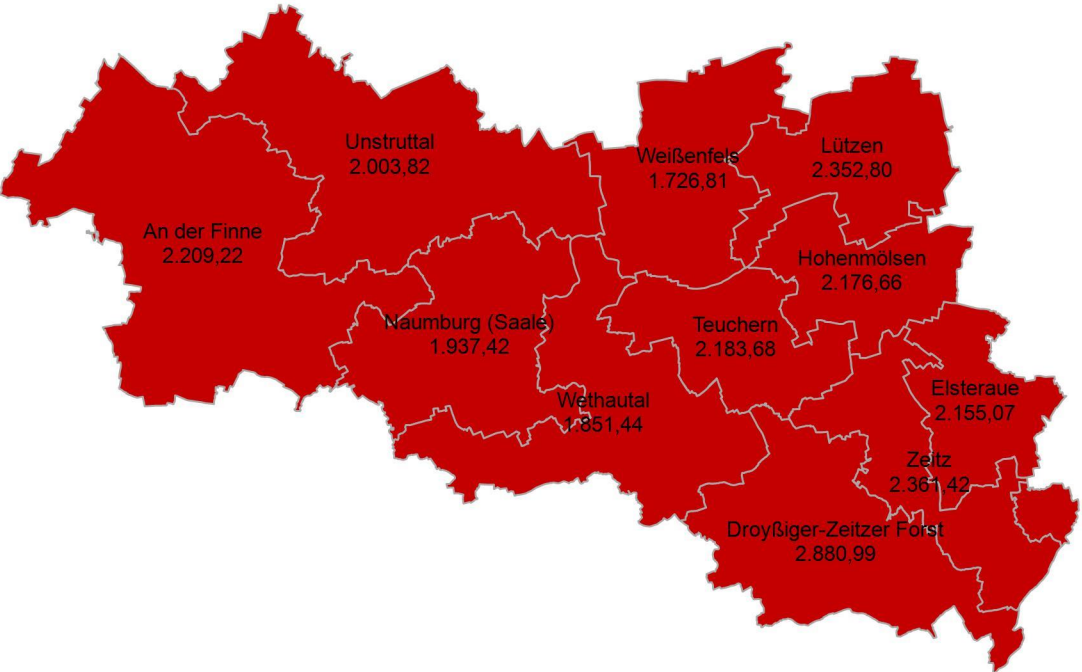 Unstruttal
2.003,82
Weißenfels
1.726,81
Lützen
2.352,80
An der Finne
2.209,22
Hohenmölsen
2.176,66
Naumburg (Saale)
1.937,42
Teuchern
2.183,68
Wethautal
1.851,44
Elsteraue
2.155,07
Zeitz
2.361,42
Droyßiger-Zeitzer Forst
2.880,99